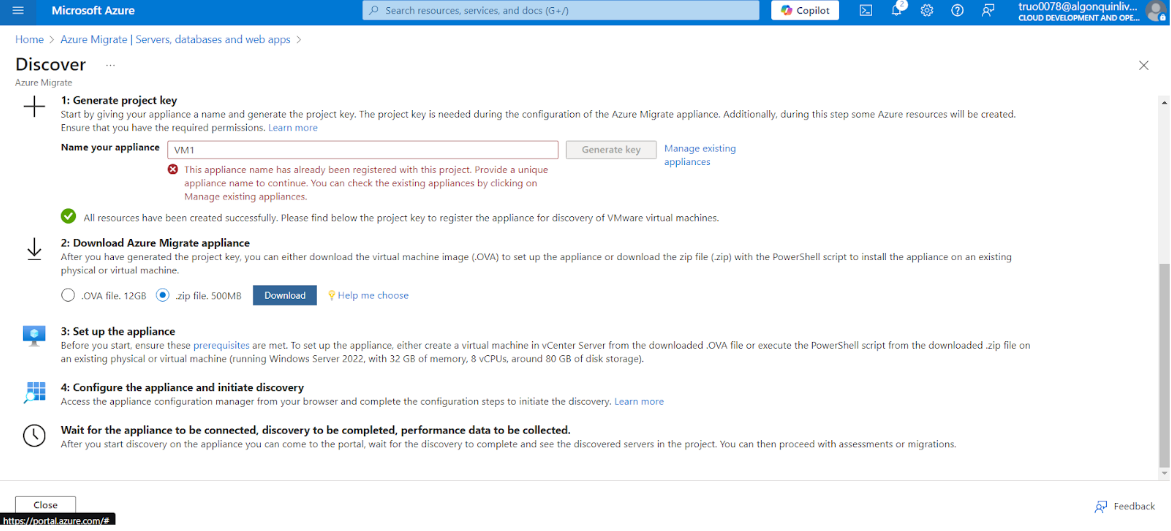 Microsoft Azure
Search resources, services, and docs (G+/)
Copilot
2
truo0078@algonquinliv...
CLOUD DEVELOPMENT AND OPE...
Home > Azure Migrate | Servers, databases and web apps >
Discover ...
Azure Migrate
1: Generate project key
Start by giving your appliance a name and generate the project key. The project key is needed during the configuration of the Azure Migrate appliance. Additionally, during this step some Azure resources will be created.
Ensure that you have the required permissions. Learn more
Name your appliance
VM1
Generate key
Manage existing
appliances
This appliance name has already been registered with this project. Provide a unique
appliance name to continue. You can check the existing appliances by clicking on
Manage existing appliances.
All resources have been created successfully. Please find below the project key to register the appliance for discovery of VMware virtual machines.
2: Download Azure Migrate appliance
After you have generated the project key, you can either download the virtual machine image (.OVA) to set up the appliance or download the zip file (.zip) with the PowerShell script to install the appliance on an existing
physical or virtual machine.
.OVA file. 12GB
.zip file. 500MB
Download
Help me choose
3: Set up the appliance
Before you start, ensure these prerequisites are met. To set up the appliance, either create a virtual machine in vCenter Server from the downloaded .OVA file or execute the PowerShell script from the downloaded .zip file on
an existing physical or virtual machine (running Windows Server 2022, with 32 GB of memory, 8 vCPUs, around 80 GB of disk storage).
4: Configure the appliance and initiate discovery
Access the appliance configuration manager from your browser and complete the configuration steps to initiate the discovery. Learn more
Wait for the appliance to be connected, discovery to be completed, performance data to be collected.
After you start discovery on the appliance you can come to the portal, wait for the discovery to complete and see the discovered servers in the project. You can then proceed with assessments or migrations.
Close
Feedback
https://portal.azure.com/#